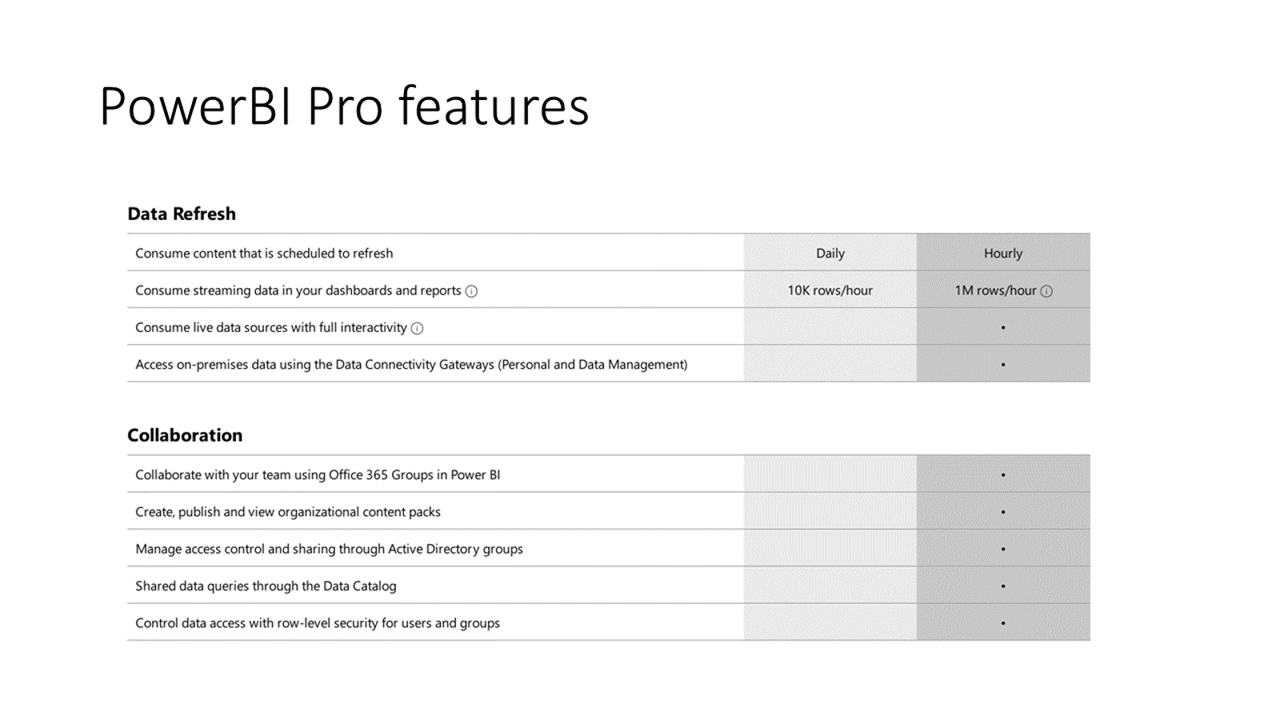 PowerBI Pro features
Data Refresh
Consume content that is scheduled to refresh Daily Hourly
Consume streaming data in your dashboards and reports ⓘ 10K rows/hour 1M rows/hour ⓘ
Consume live data sources with full interactivity ⓘ •
Access on-premises data using the Data Connectivity Gateways (Personal and Data Management) •
Collaboration
Collaborate with your team using Office 365 Groups in Power BI •
Create, publish and view organizational content packs •
Manage access control and sharing through Active Directory groups •
Shared data queries through the Data Catalog •
Control data access with row-level security for users and groups •